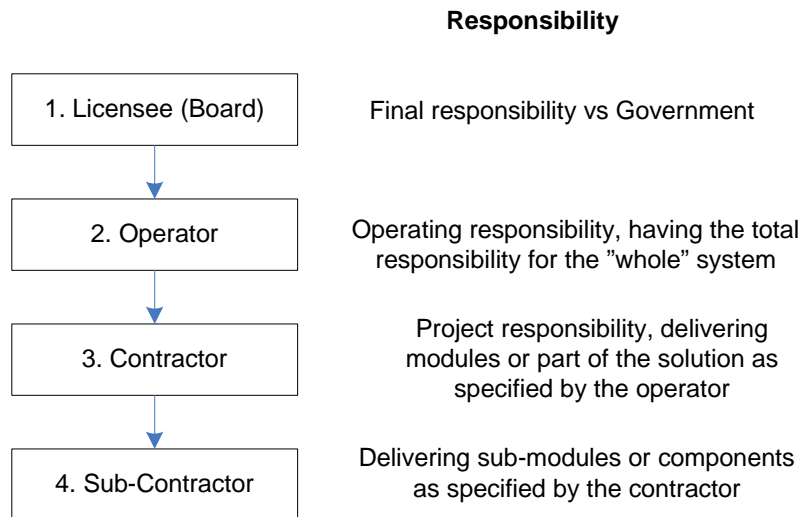 Responsibility
1. Licensee (Board)
Final responsibility vs Government
2. Operator
Operating responsibility, having the total
responsibility for the ”whole” system
3. Contractor
Project responsibility, delivering
modules or part of the solution as
specified by the operator
4. Sub-Contractor
Delivering sub-modules or components
as specified by the contractor